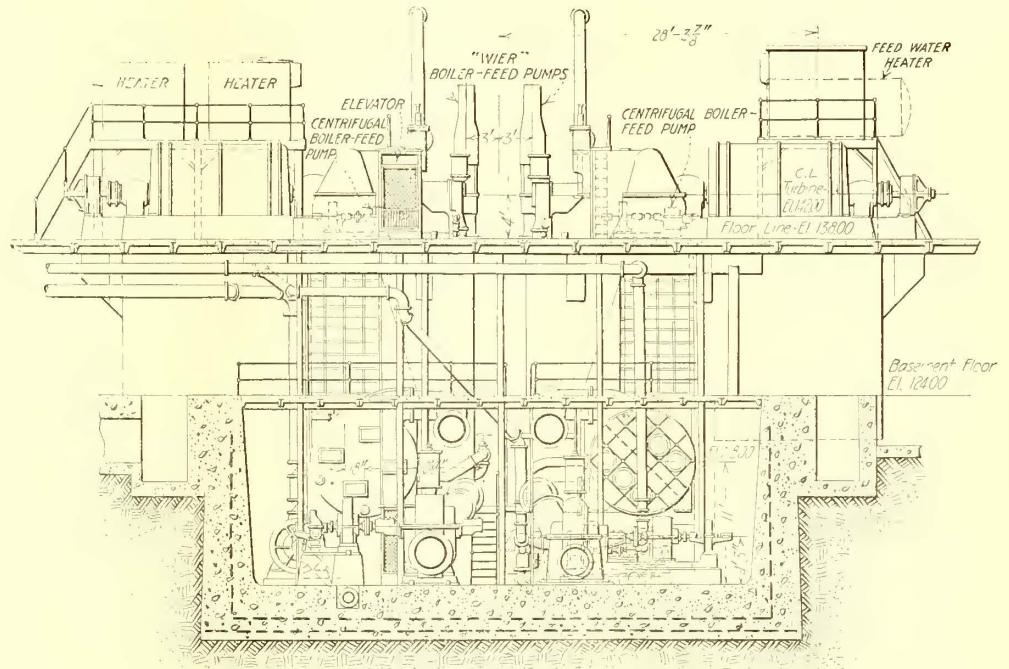 28'-3 7/8"
"WIER"
BOILER-FEED PUMPS
FEED WATER
HEATER
HEATER
HEATER
ELEVATOR
CENTRIFUGAL
BOILER-FEED
PUMP
CENTRIFUGAL BOILER-
FEED PUMP
3'
3'
4'
C.L.
Turbine-
El.142.00
Floor Line-El 138.00
Basement Floor
El. 124.00
3'